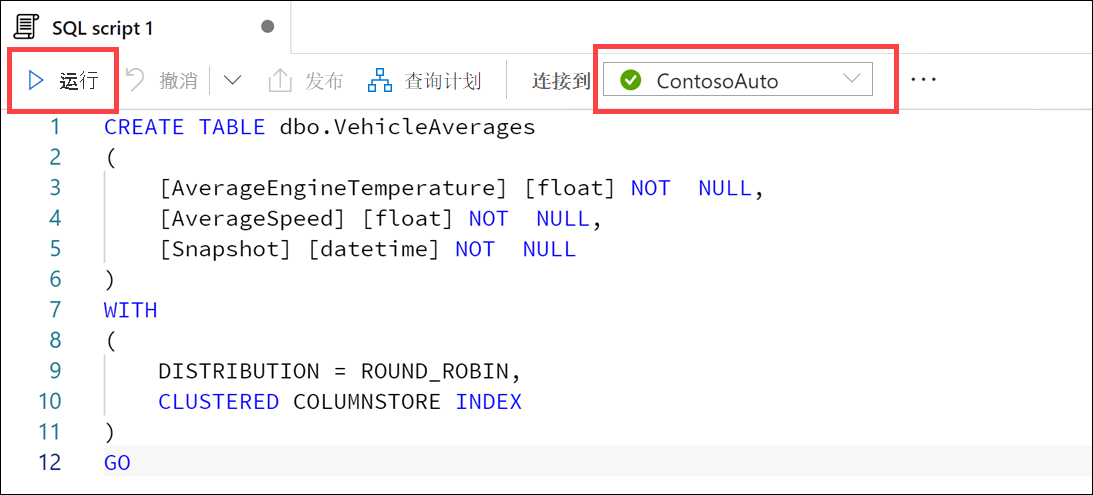 SQL script 1
运行 撤消 发布 查询计划 连接到 ContosoAuto ...
1 CREATE TABLE dbo.VehicleAverages
2 (
3 [AverageEngineTemperature] [float] NOT  NULL,
4 [AverageSpeed] [float] NOT  NULL,
5 [Snapshot] [datetime] NOT  NULL
6 )
7 WITH
8 (
9 DISTRIBUTION = ROUND_ROBIN,
10 CLUSTERED COLUMNSTORE INDEX
11 )
12 GO